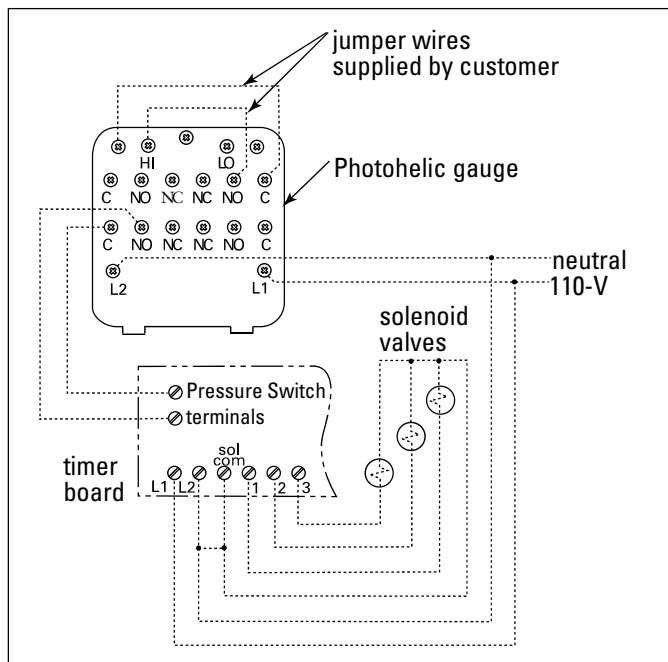 jumper wires
supplied by customer
HI LO
Photohelic gauge
C NO NC NC NO C
C NO NC NC NO C
L2 L1
neutral
110-V
solenoid
valves
Pressure Switch
terminals
sol
com
timer
board
L1 L2 1 2 3